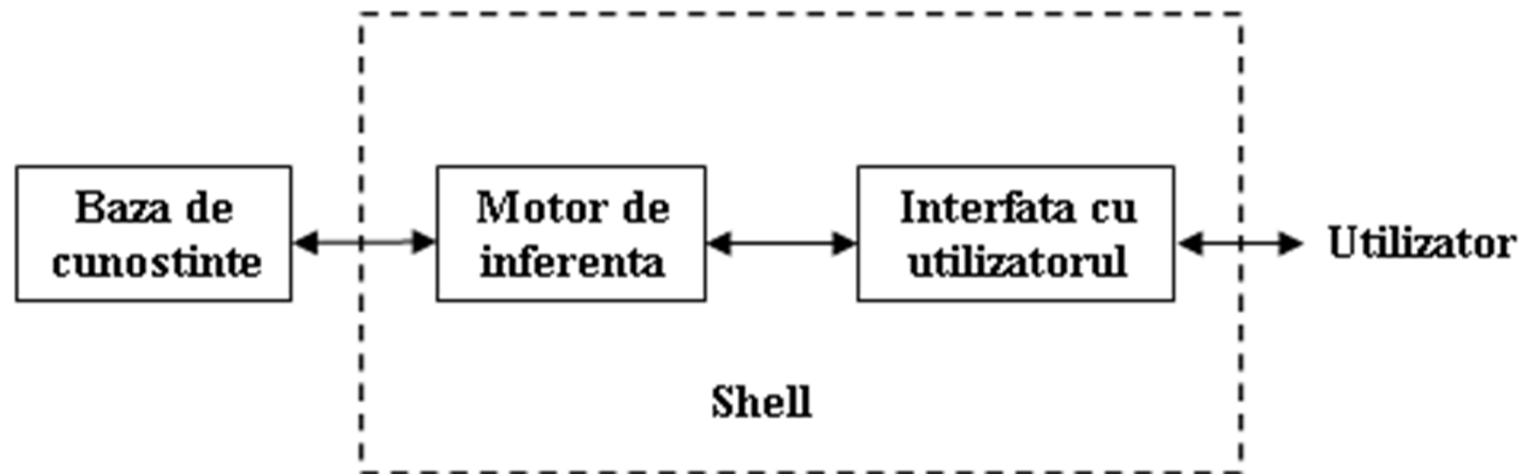 Baza de
cunostinte
Motor de
inferenta
Interfata cu
utilizatorul
Utilizator
Shell